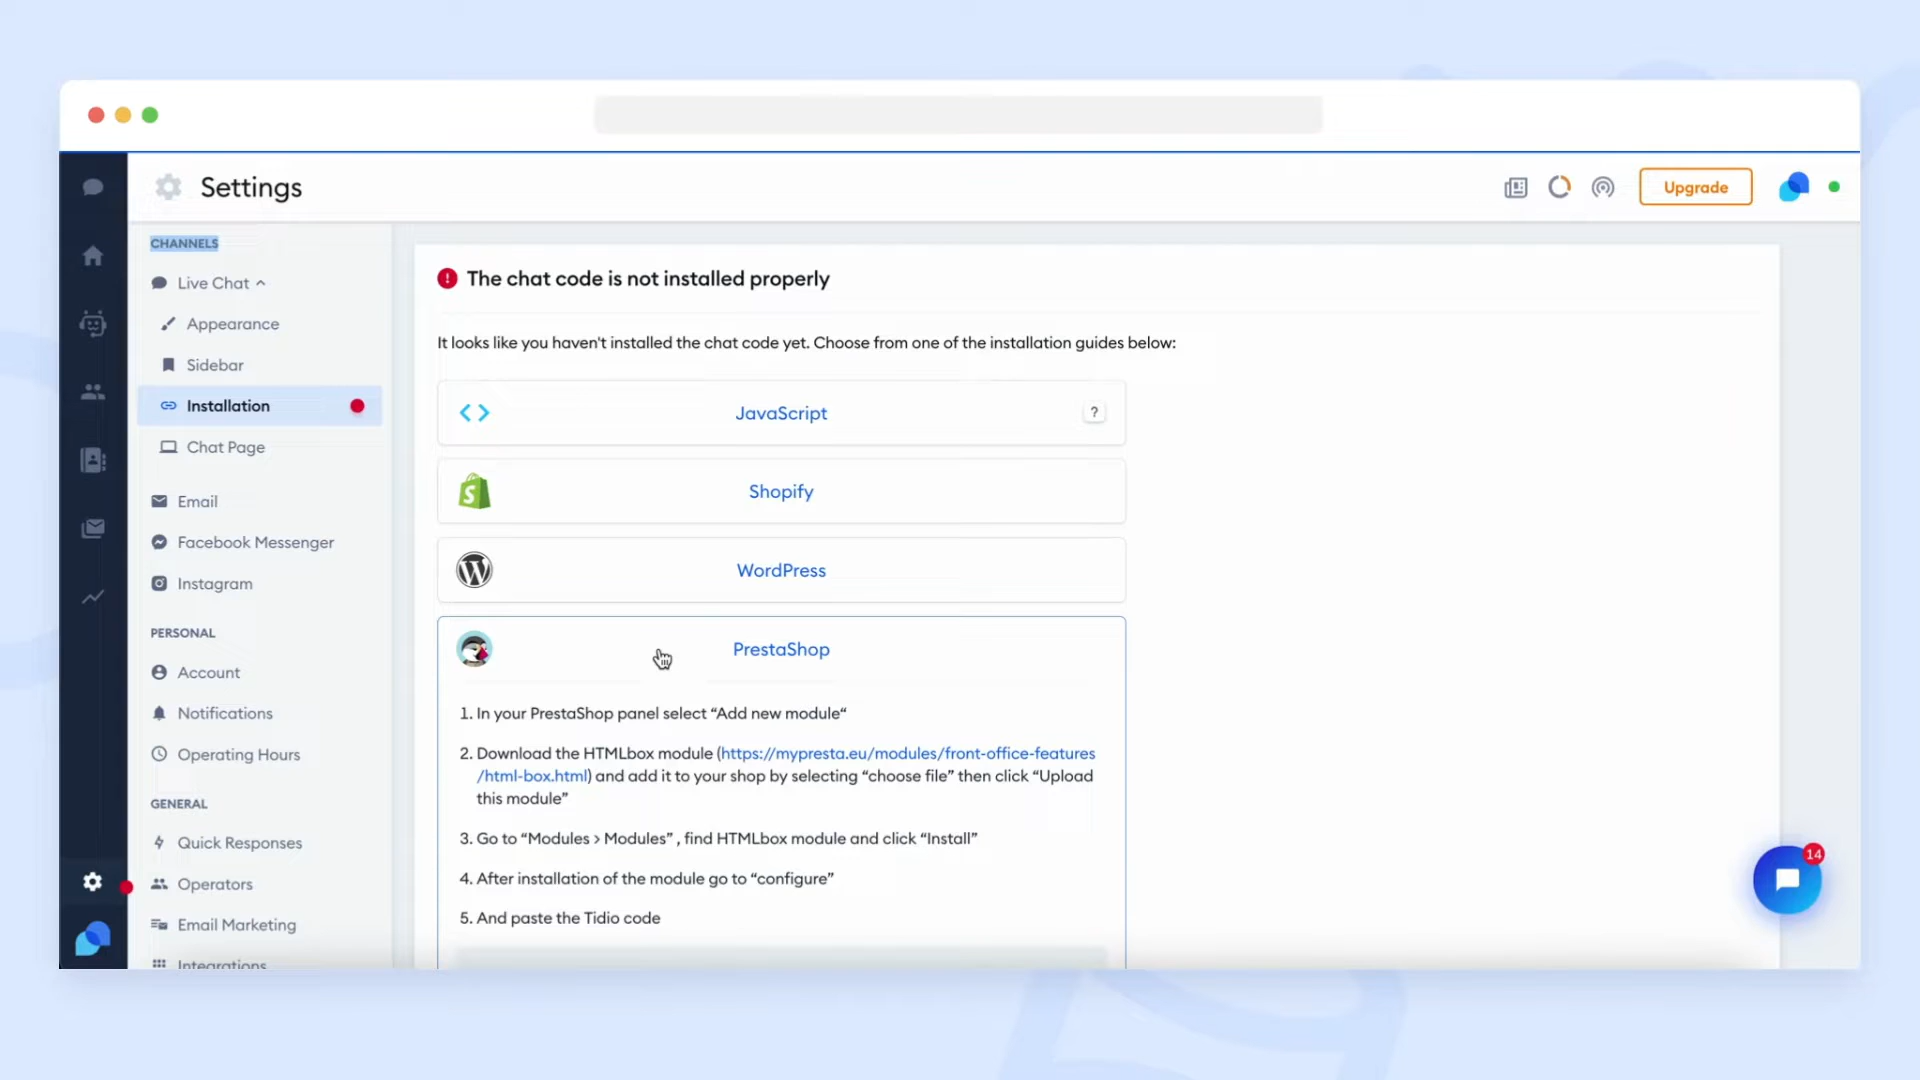 Settings
Upgrade
CHANNELS
Live Chat
Appearance
Sidebar
Installation
Chat Page
Email
Facebook Messenger
Instagram
PERSONAL
Account
Notifications
Operating Hours
GENERAL
Quick Responses
Operators
Email Marketing
Integrations
The chat code is not installed properly
It looks like you haven't installed the chat code yet. Choose from one of the installation guides below:
JavaScript
?
Shopify
WordPress
PrestaShop
1. In your PrestaShop panel select “Add new module“
2. Download the HTMLbox module (https://mypresta.eu/modules/front-office-features
/html-box.html) and add it to your shop by selecting “choose file” then click “Upload
this module”
3. Go to “Modules > Modules” , find HTMLbox module and click “Install”
4. After installation of the module go to “configure”
5. And paste the Tidio code
14